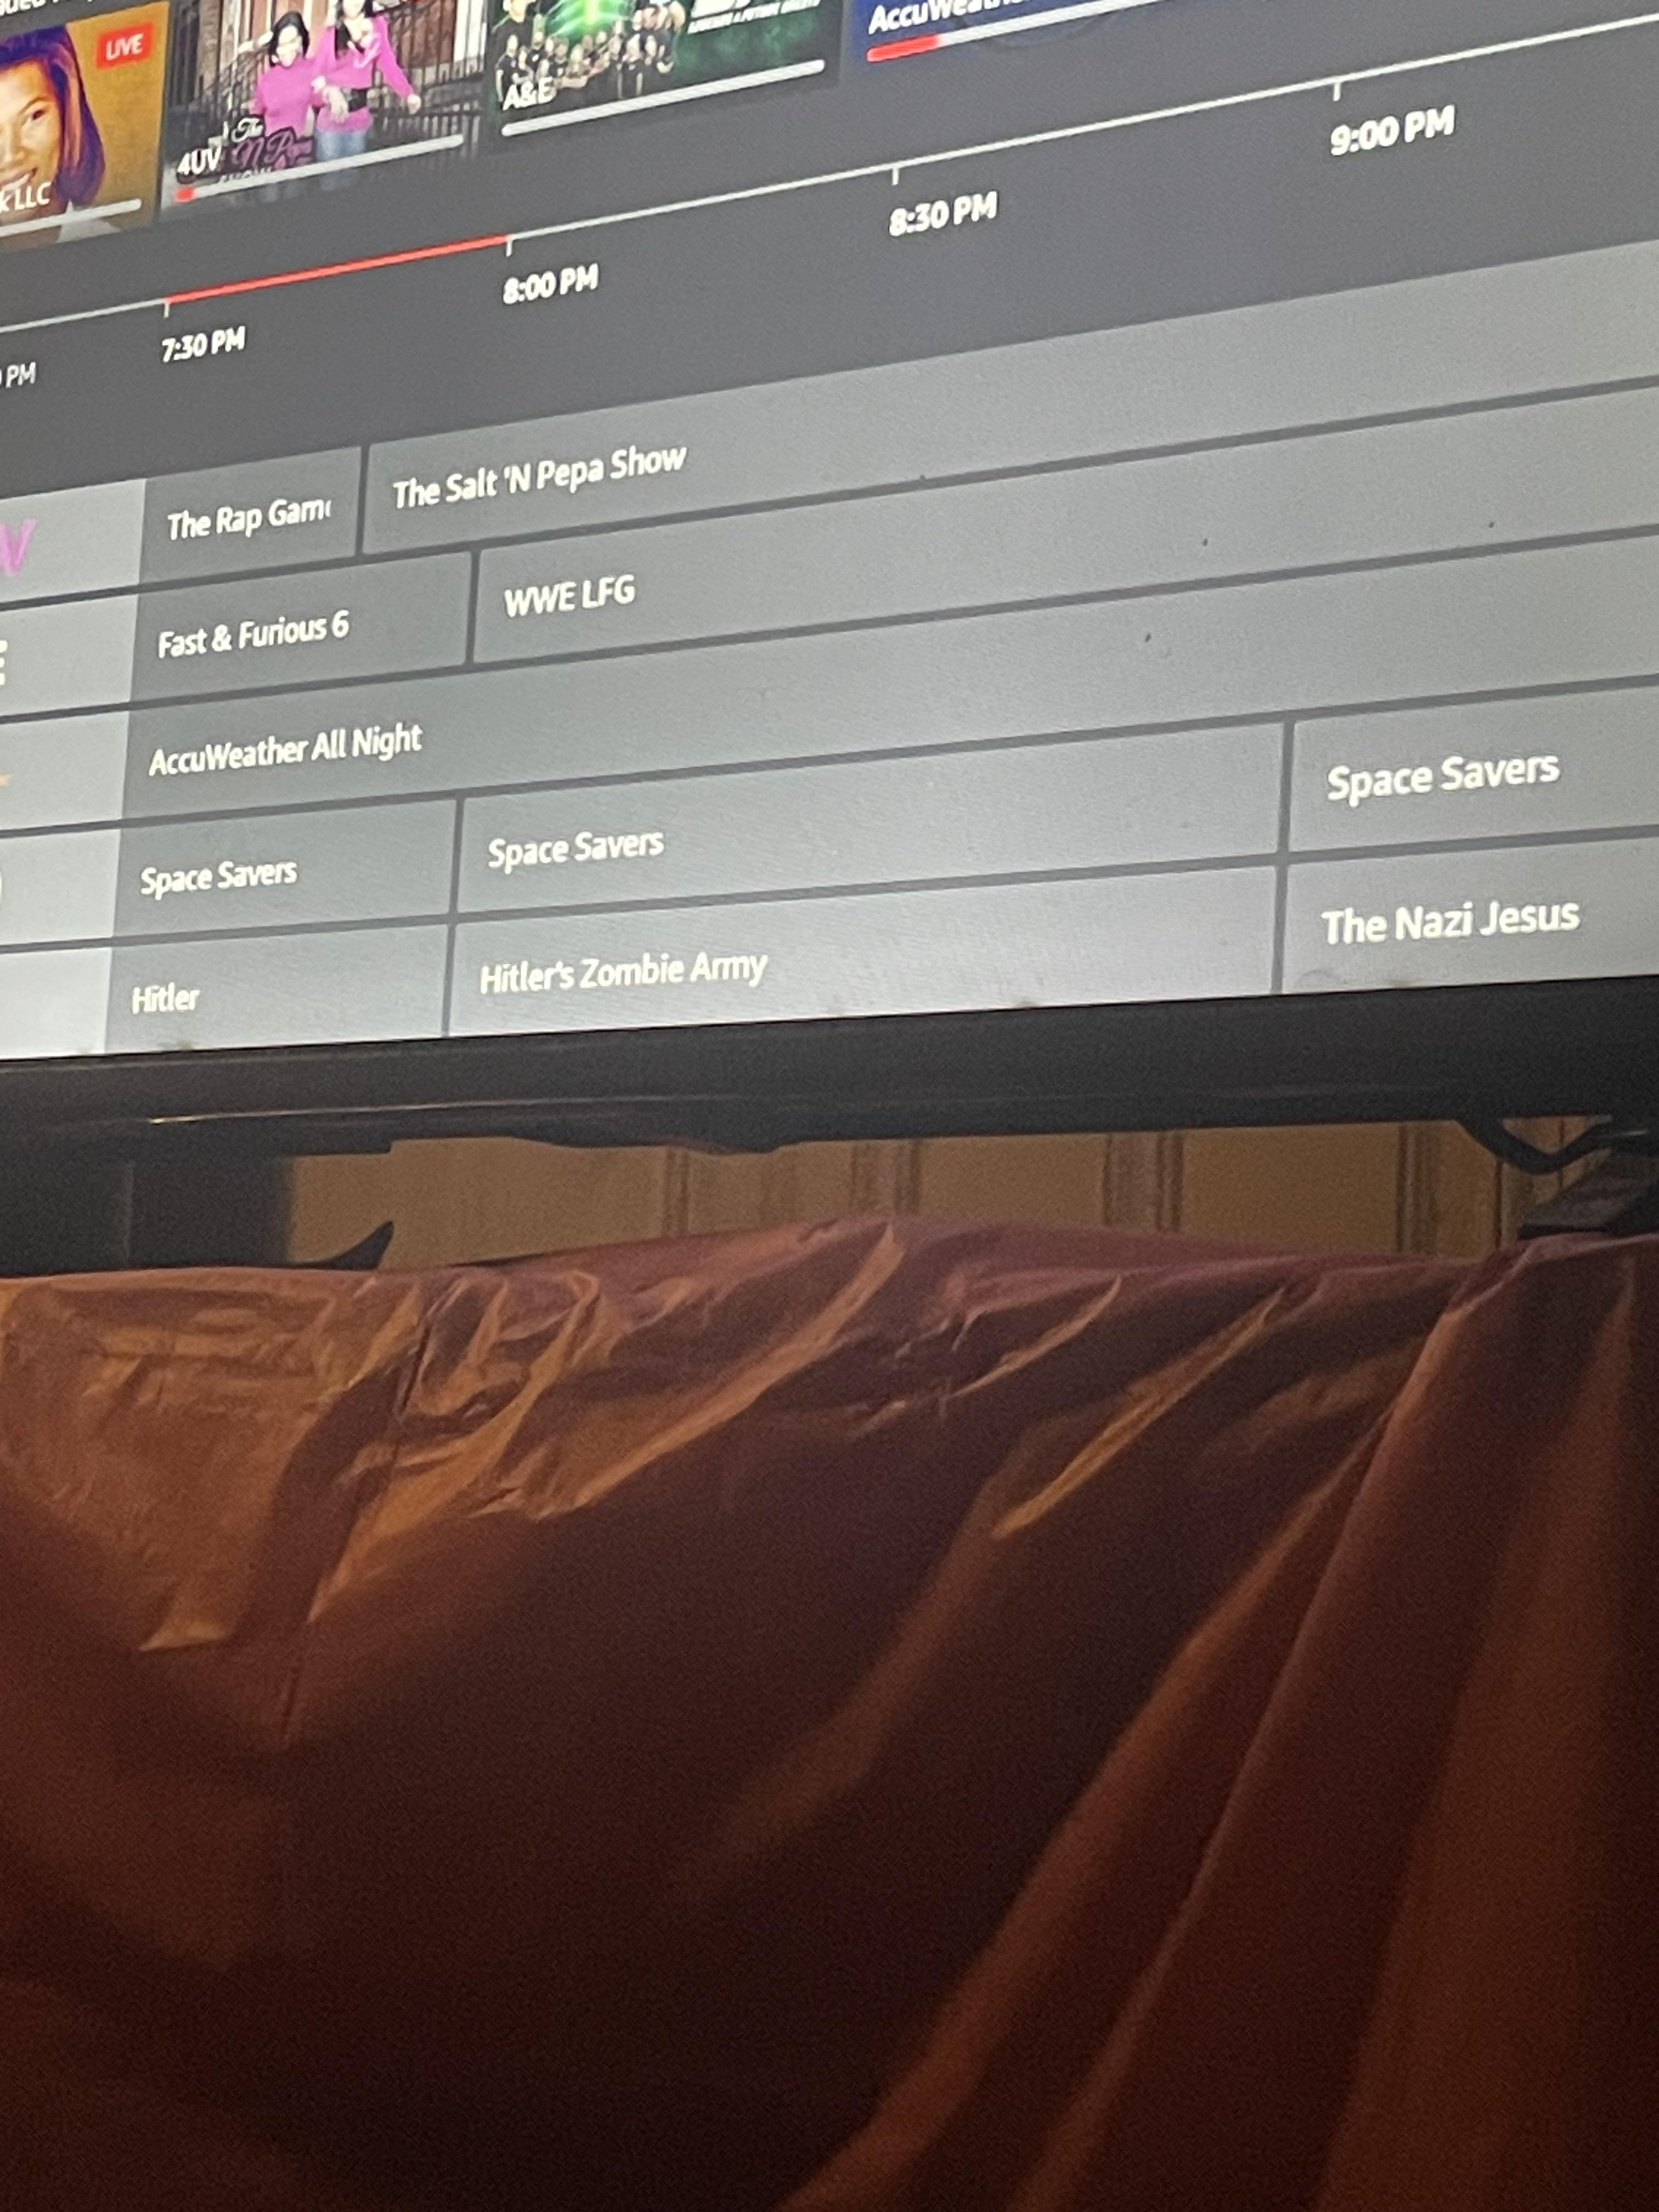 LIVE
k LLC
4UV
The
A&E
7:30 PM
8:00 PM
8:30 PM
9:00 PM
PM
The Rap Gam
The Salt 'N Pepa Show
Fast & Furious 6
WWE LFG
AccuWeather All Night
Space Savers
Space Savers
Space Savers
Hitler
Hitler's Zombie Army
The Nazi Jesus